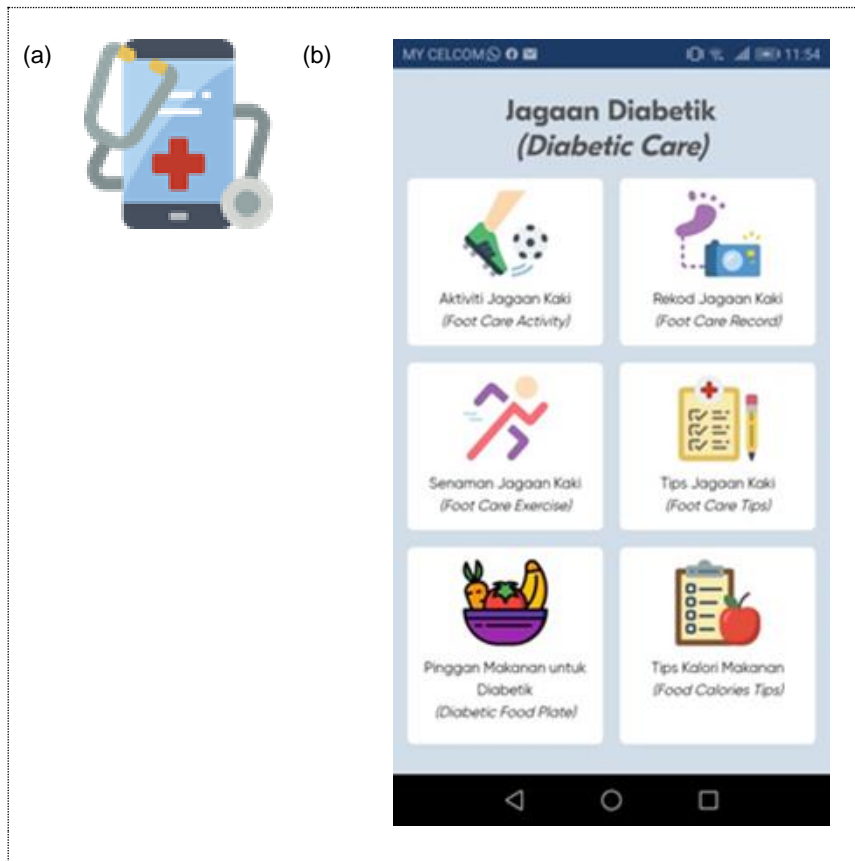 (a)
(b)
MY CELCOM 11:54
Jagaan Diabetik
(Diabetic Care)
Aktiviti Jagaan Kaki
(Foot Care Activity)
Rekod Jagaan Kaki
(Foot Care Record)
Senaman Jagaan Kaki
(Foot Care Exercise)
Tips Jagaan Kaki
(Foot Care Tips)
Pinggan Makanan untuk
Diabetik
(Diabetic Food Plate)
Tips Kalori Makanan
(Food Calories Tips)